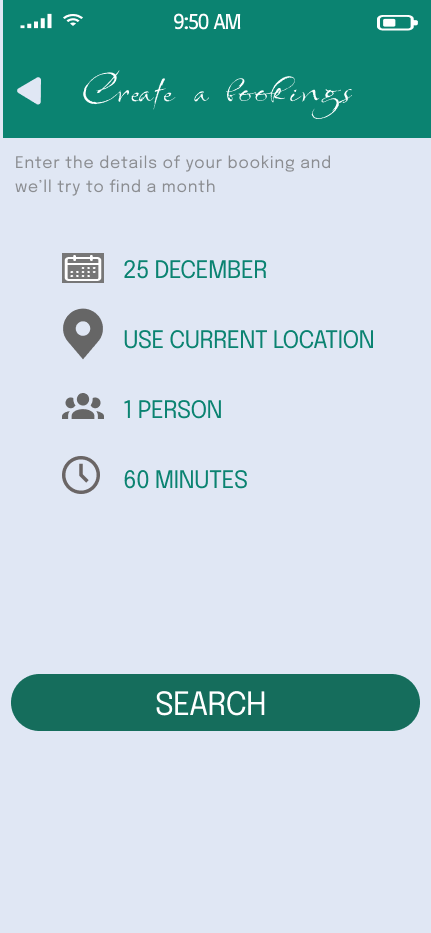 9:50 AM
Create a bookings
Enter the details of your booking and
we'll try to find a month
25 DECEMBER
USE CURRENT LOCATION
1 PERSON
60 MINUTES
SEARCH